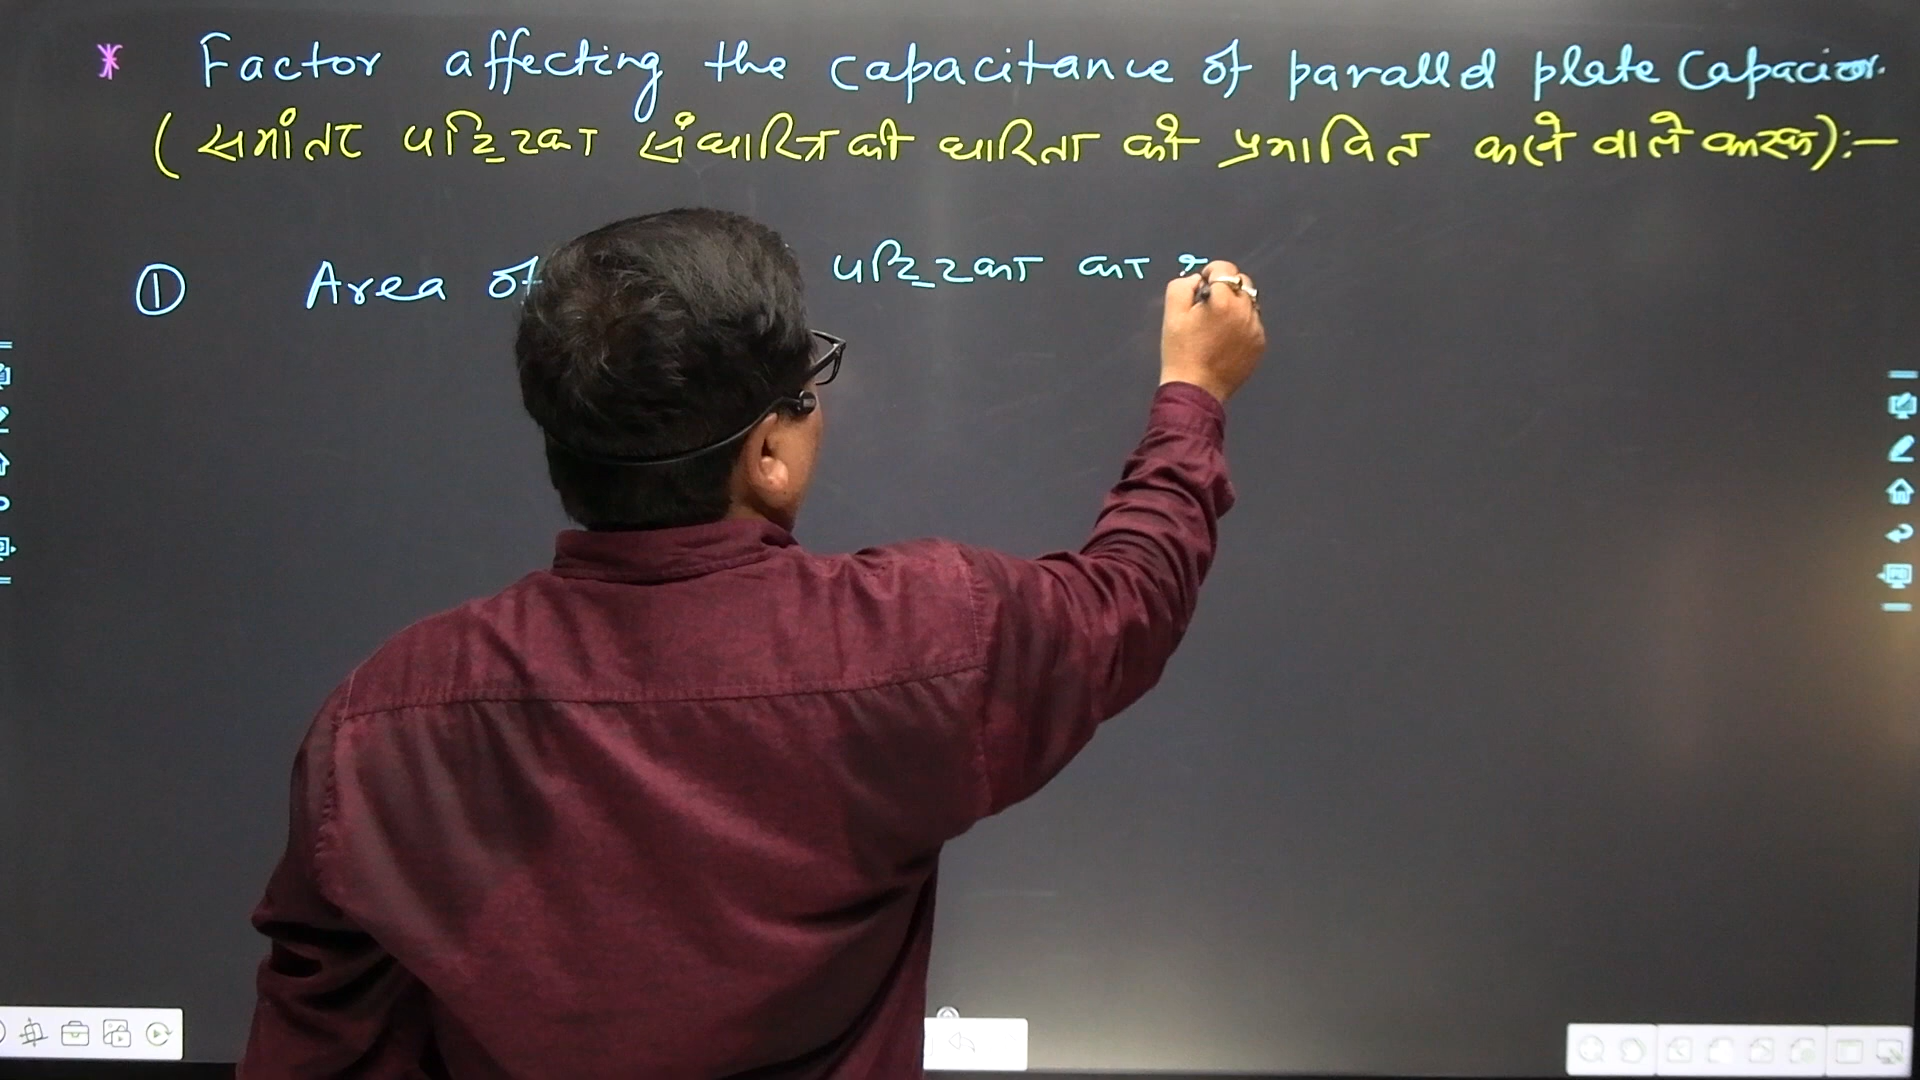 * Factor affecting the capacitance of parallel plate Capacitor.
(समांतर पट्टिका संधारित्र की धारिता को प्रभावित करने वाले कारक):-
① Area of पट्टिका का